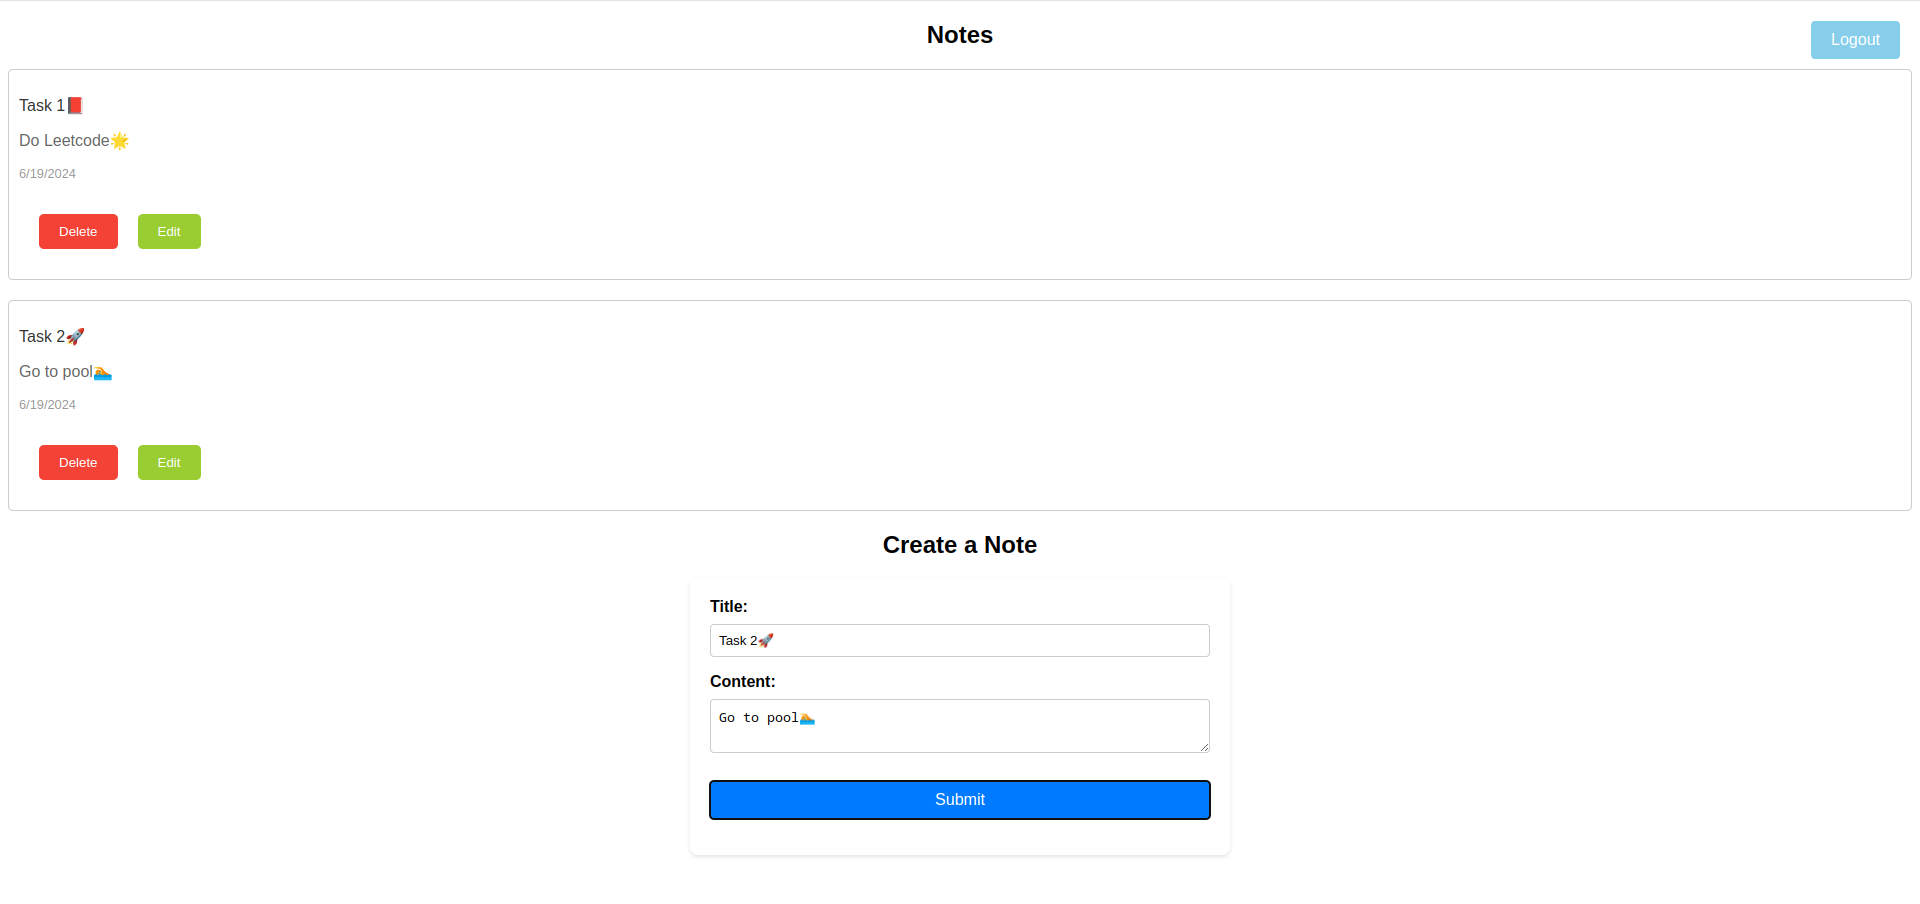 Notes
Logout
Task 1📕
Do Leetcode🌟
6/19/2024
Delete Edit
Task 2🚀
Go to pool🏊
6/19/2024
Delete Edit
Create a Note
Title:
Task 2🚀
Content:
Go to pool🏊
Submit